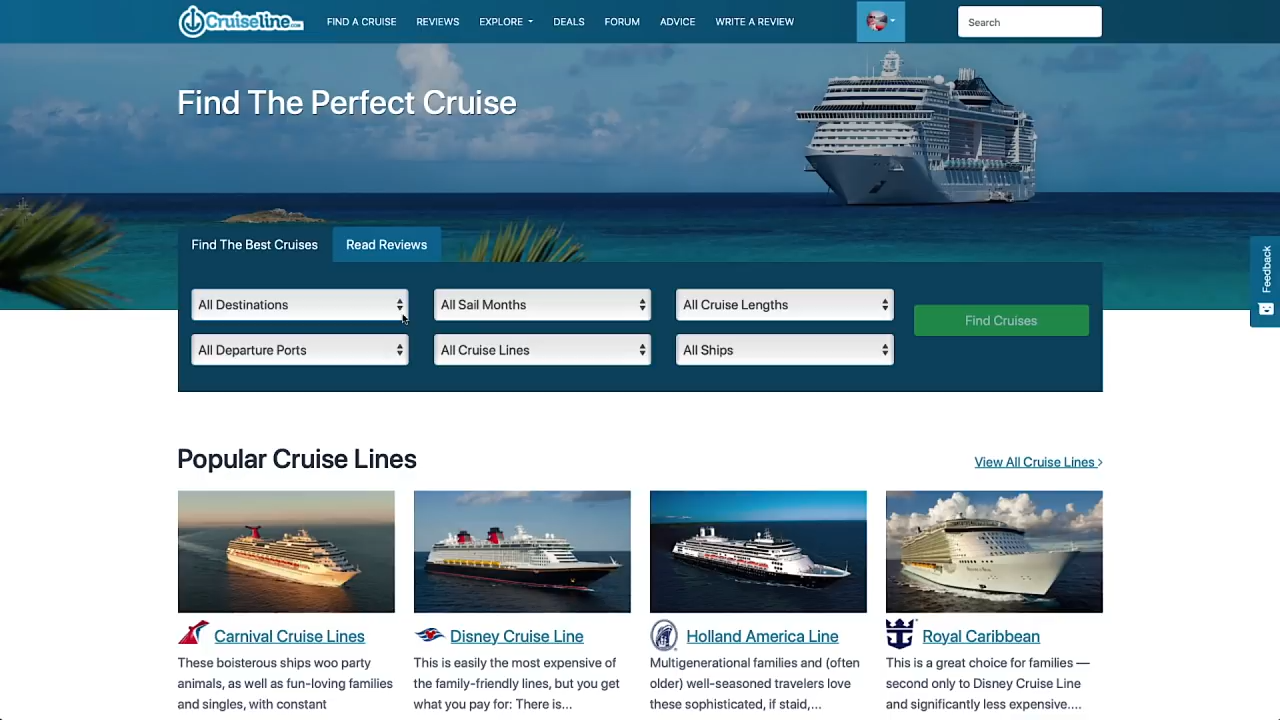 Cruiseline.com
FIND A CRUISE
REVIEWS
EXPLORE
DEALS
FORUM
ADVICE
WRITE A REVIEW
Search
Find The Perfect Cruise
Find The Best Cruises
Read Reviews
Feedback
All Destinations
All Sail Months
All Cruise Lengths
Find Cruises
All Departure Ports
All Cruise Lines
All Ships
Popular Cruise Lines
View All Cruise Lines
Carnival Cruise Lines
These boisterous ships woo party
animals, as well as fun-loving families
and singles, with constant
Disney Cruise Line
This is easily the most expensive of
the family-friendly lines, but you get
what you pay for: There is...
Holland America Line
Multigenerational families and (often
older) well-seasoned travelers love
these sophisticated, if staid,...
Royal Caribbean
This is a great choice for families —
second only to Disney Cruise Line
and significantly less expensive....